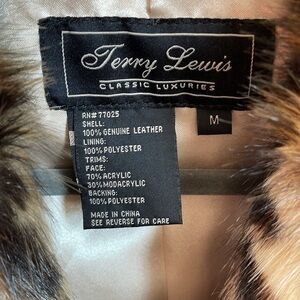 Terry Lewis
CLASSIC LUXURIES
M
RN# 77025
SHELL:
100% GENUINE LEATHER
LINING:
100% POLYESTER
TRIMS:
FACE:
70% ACRYLIC
30% MODACRYLIC
BACKING:
100% POLYESTER
MADE IN CHINA
SEE REVERSE FOR CARE